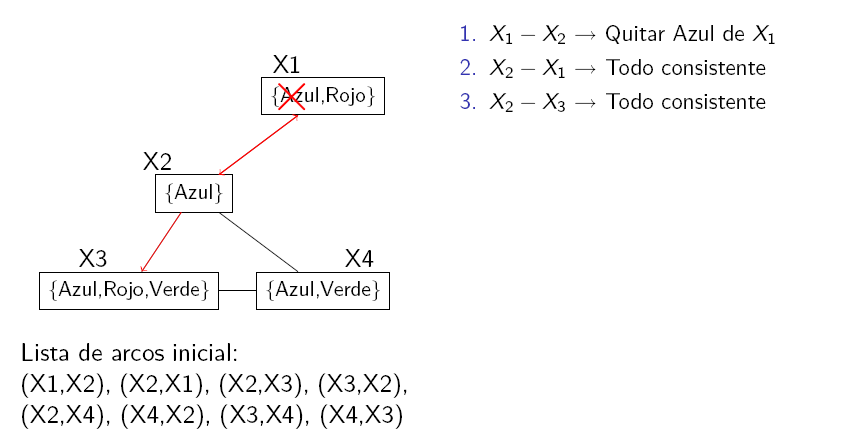 X1
{Azul,Rojo}
X2
{Azul}
X3
X4
{Azul,Rojo,Verde}
{Azul,Verde}
Lista de arcos inicial:
(X1,X2), (X2,X1), (X2,X3), (X3,X2),
(X2,X4), (X4,X2), (X3,X4), (X4,X3)
1. X₁ − X₂ → Quitar Azul de X₁
2. X₂ − X₁ → Todo consistente
3. X₂ − X₃ → Todo consistente